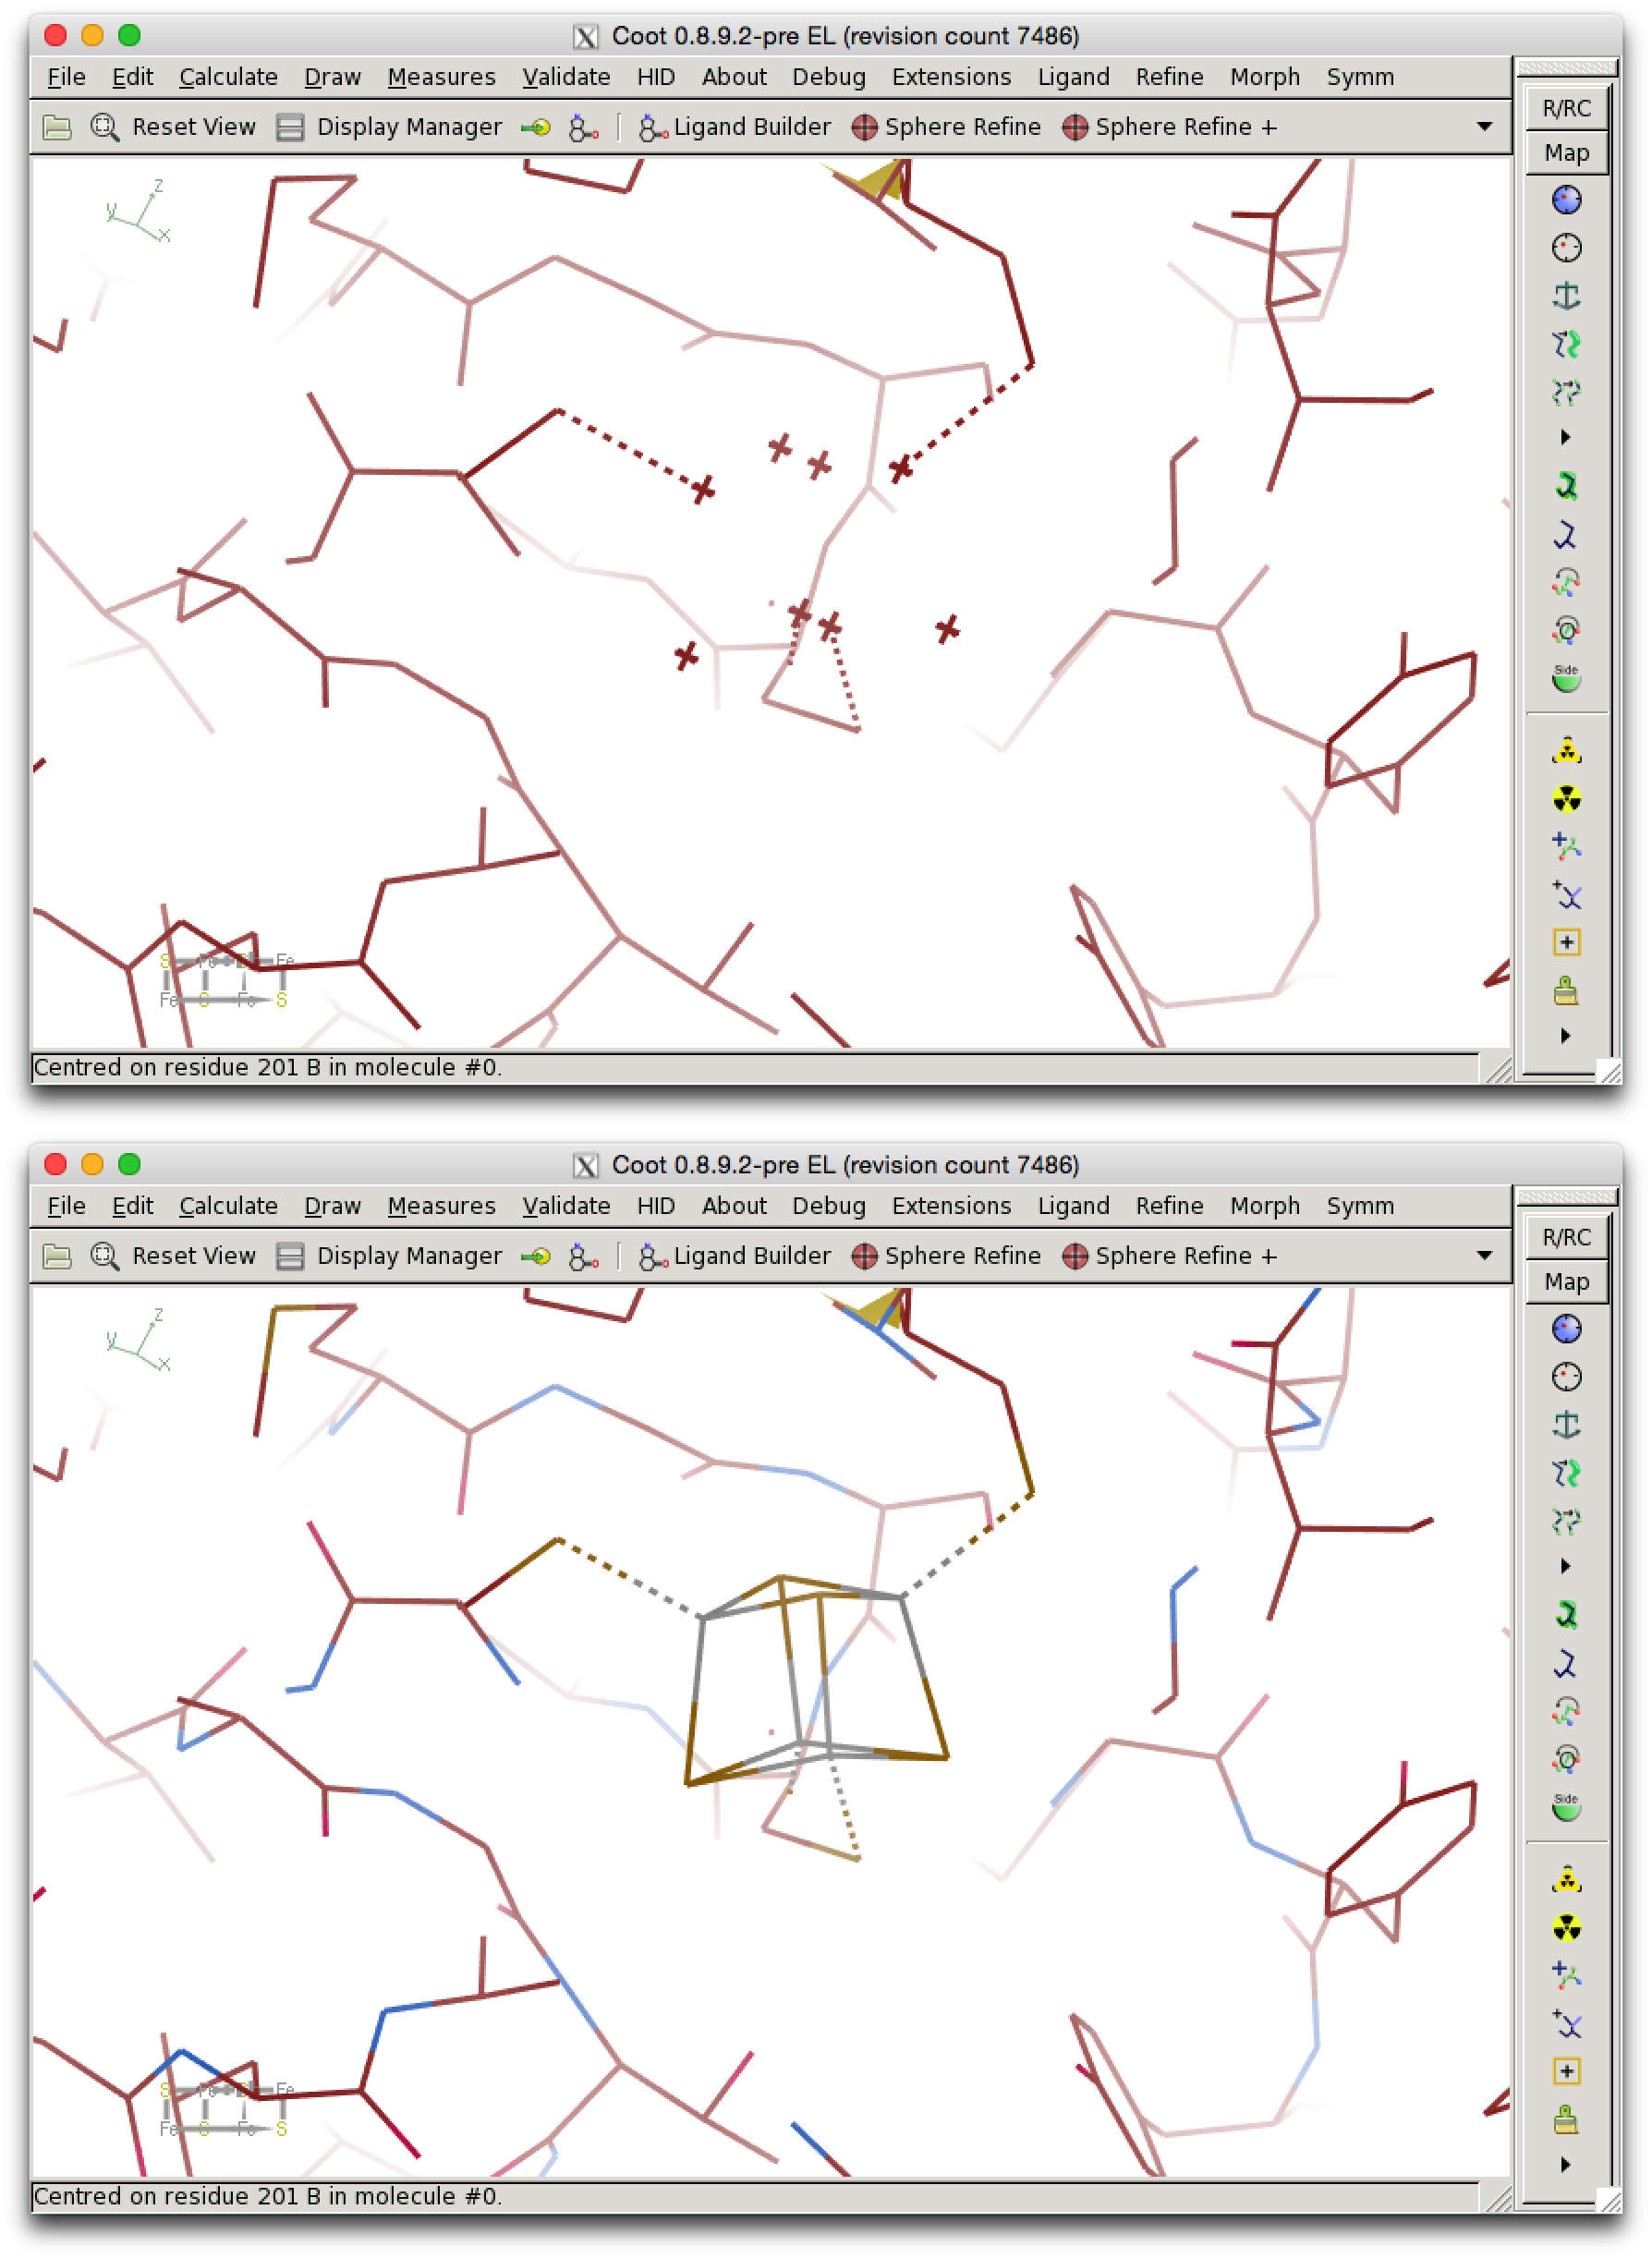 Coot 0.8.9.2-pre EL (revision count 7486)
File Edit Calculate Draw Measures Validate HID About Debug Extensions Ligand Refine Morph Symm
R/RC
Reset View Display Manager Ligand Builder Sphere Refine Sphere Refine +
Map
z
y
x
Side
S Fe S Fe
Fe S Fe S
Centred on residue 201 B in molecule #0.
Coot 0.8.9.2-pre EL (revision count 7486)
File Edit Calculate Draw Measures Validate HID About Debug Extensions Ligand Refine Morph Symm
R/RC
Reset View Display Manager Ligand Builder Sphere Refine Sphere Refine +
Map
z
y
x
Side
S Fe S Fe
Fe S Fe S
Centred on residue 201 B in molecule #0.